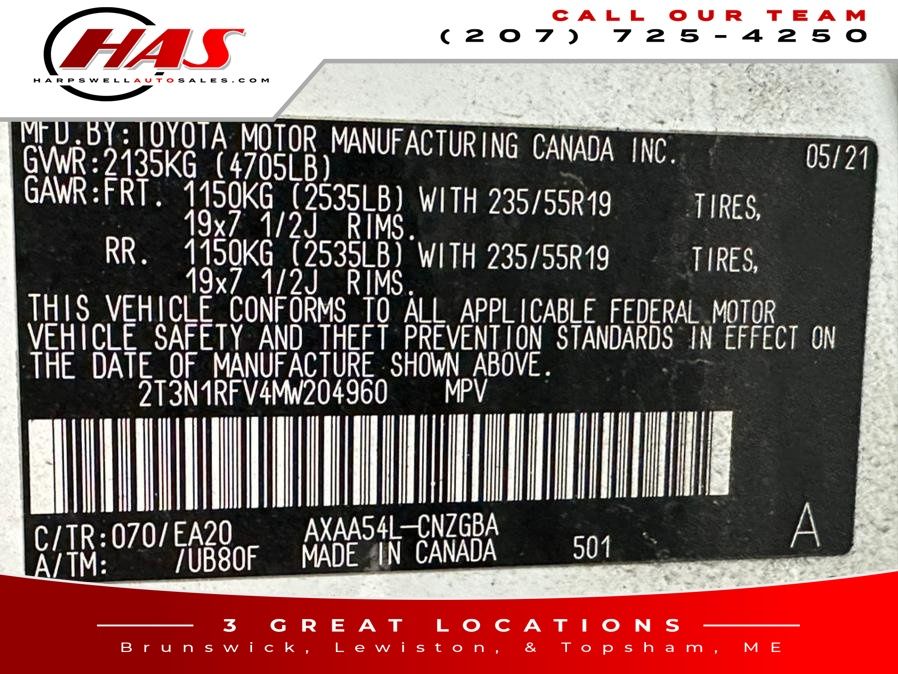 HAS
HARPSWELLAUTOSALES.COM
CALL OUR TEAM
(207) 725-4250
MFD.BY:TOYOTA MOTOR MANUFACTURING CANADA INC. 05/21
GVWR:2135KG (4705LB)
GAWR:FRT. 1150KG (2535LB) WITH 235/55R19 TIRES,
19x7 1/2J RIMS.
RR. 1150KG (2535LB) WITH 235/55R19 TIRES,
19x7 1/2J RIMS.
THIS VEHICLE CONFORMS TO ALL APPLICABLE FEDERAL MOTOR
VEHICLE SAFETY AND THEFT PREVENTION STANDARDS IN EFFECT ON
THE DATE OF MANUFACTURE SHOWN ABOVE.
2T3N1RFV4MW204960 MPV
C/TR:070/EA20 AXAA54L-CNZGBA A
A/TM: /UB80F MADE IN CANADA 501
3 GREAT LOCATIONS
Brunswick, Lewiston, & Topsham, ME